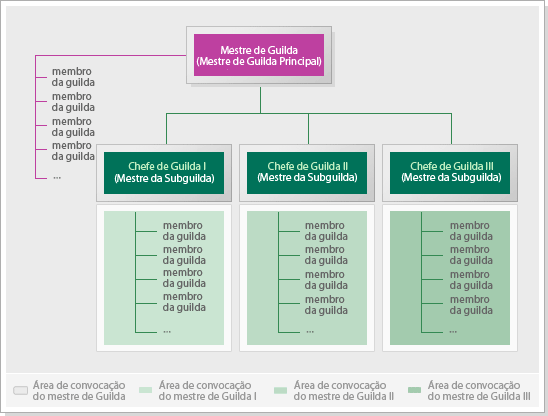 Mestre de Guilda
(Mestre de Guilda Principal)
membro
da guilda
membro
da guilda
membro
da guilda
membro
da guilda
...
Chefe de Guilda I
(Mestre da Subguilda)
membro
da guilda
membro
da guilda
membro
da guilda
membro
da guilda
...
Chefe de Guilda II
(Mestre da Subguilda)
membro
da guilda
membro
da guilda
membro
da guilda
membro
da guilda
...
Chefe de Guilda III
(Mestre da Subguilda)
membro
da guilda
membro
da guilda
membro
da guilda
membro
da guilda
...
Área de convocação
do mestre de Guilda
Área de convocação
do mestre de Guilda I
Área de convocação
do mestre de Guilda II
Área de convocação
do mestre de Guilda III